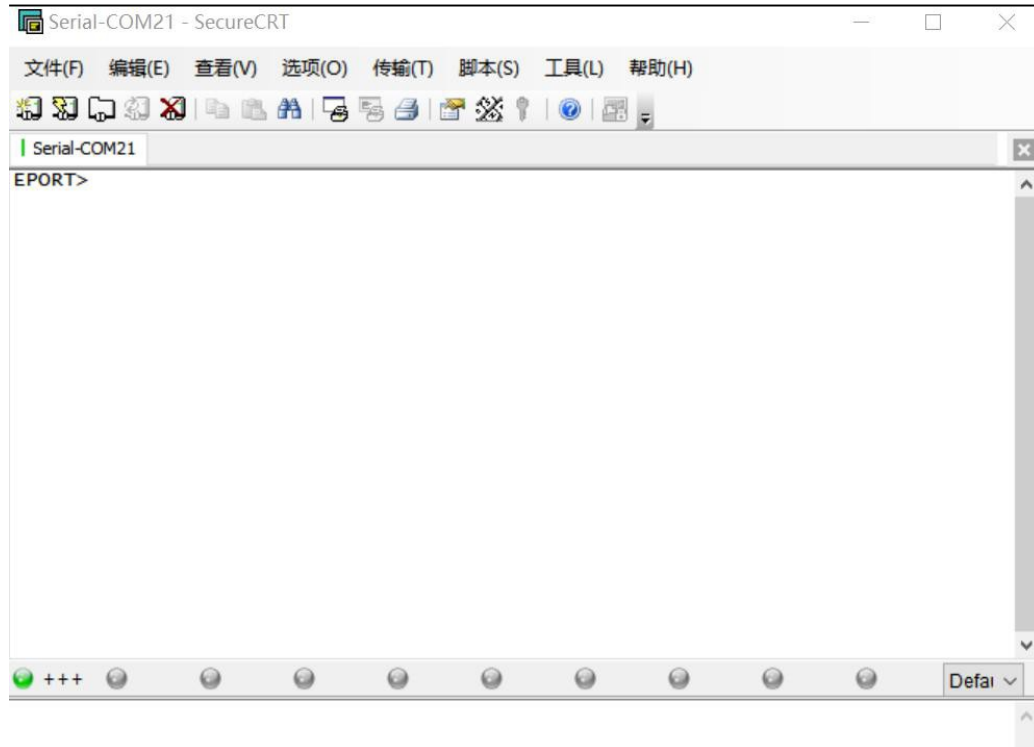 Serial-COM21 - SecureCRT
文件(F) 编辑(E) 查看(V) 选项(O) 传输(T) 脚本(S) 工具(L) 帮助(H)
Serial-COM21
EPORT>
+++
Defau